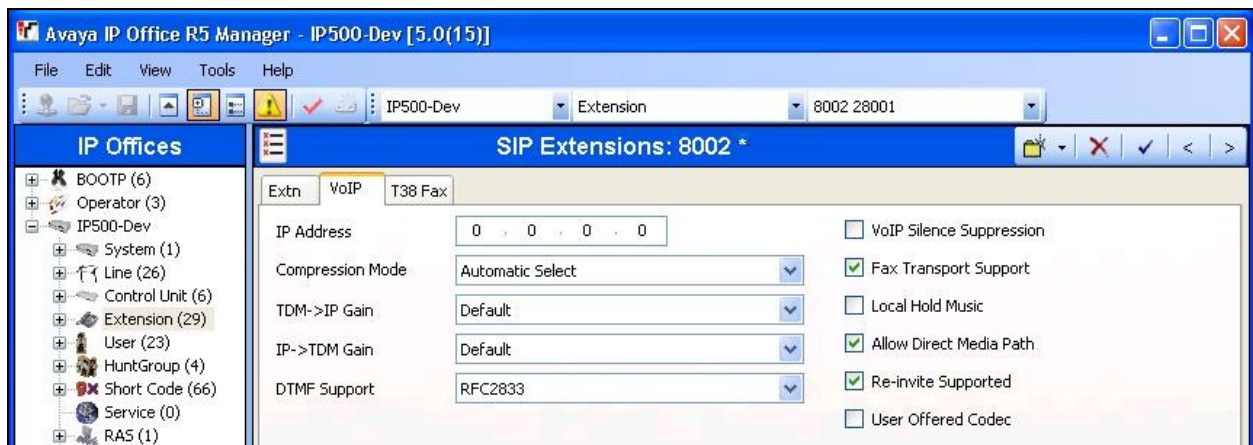 Avaya IP Office R5 Manager - IP500-Dev [5.0(15)]
File Edit View Tools Help
IP500-Dev Extension 8002 28001
IP Offices
BOOTP (6)
Operator (3)
IP500-Dev
System (1)
Line (26)
Control Unit (6)
Extension (29)
User (23)
HuntGroup (4)
Short Code (66)
Service (0)
RAS (1)
SIP Extensions: 8002 *
Extn VoIP T38 Fax
IP Address 0 . 0 . 0 . 0
Compression Mode Automatic Select
TDM->IP Gain Default
IP->TDM Gain Default
DTMF Support RFC2833
VoIP Silence Suppression
Fax Transport Support
Local Hold Music
Allow Direct Media Path
Re-invite Supported
User Offered Codec